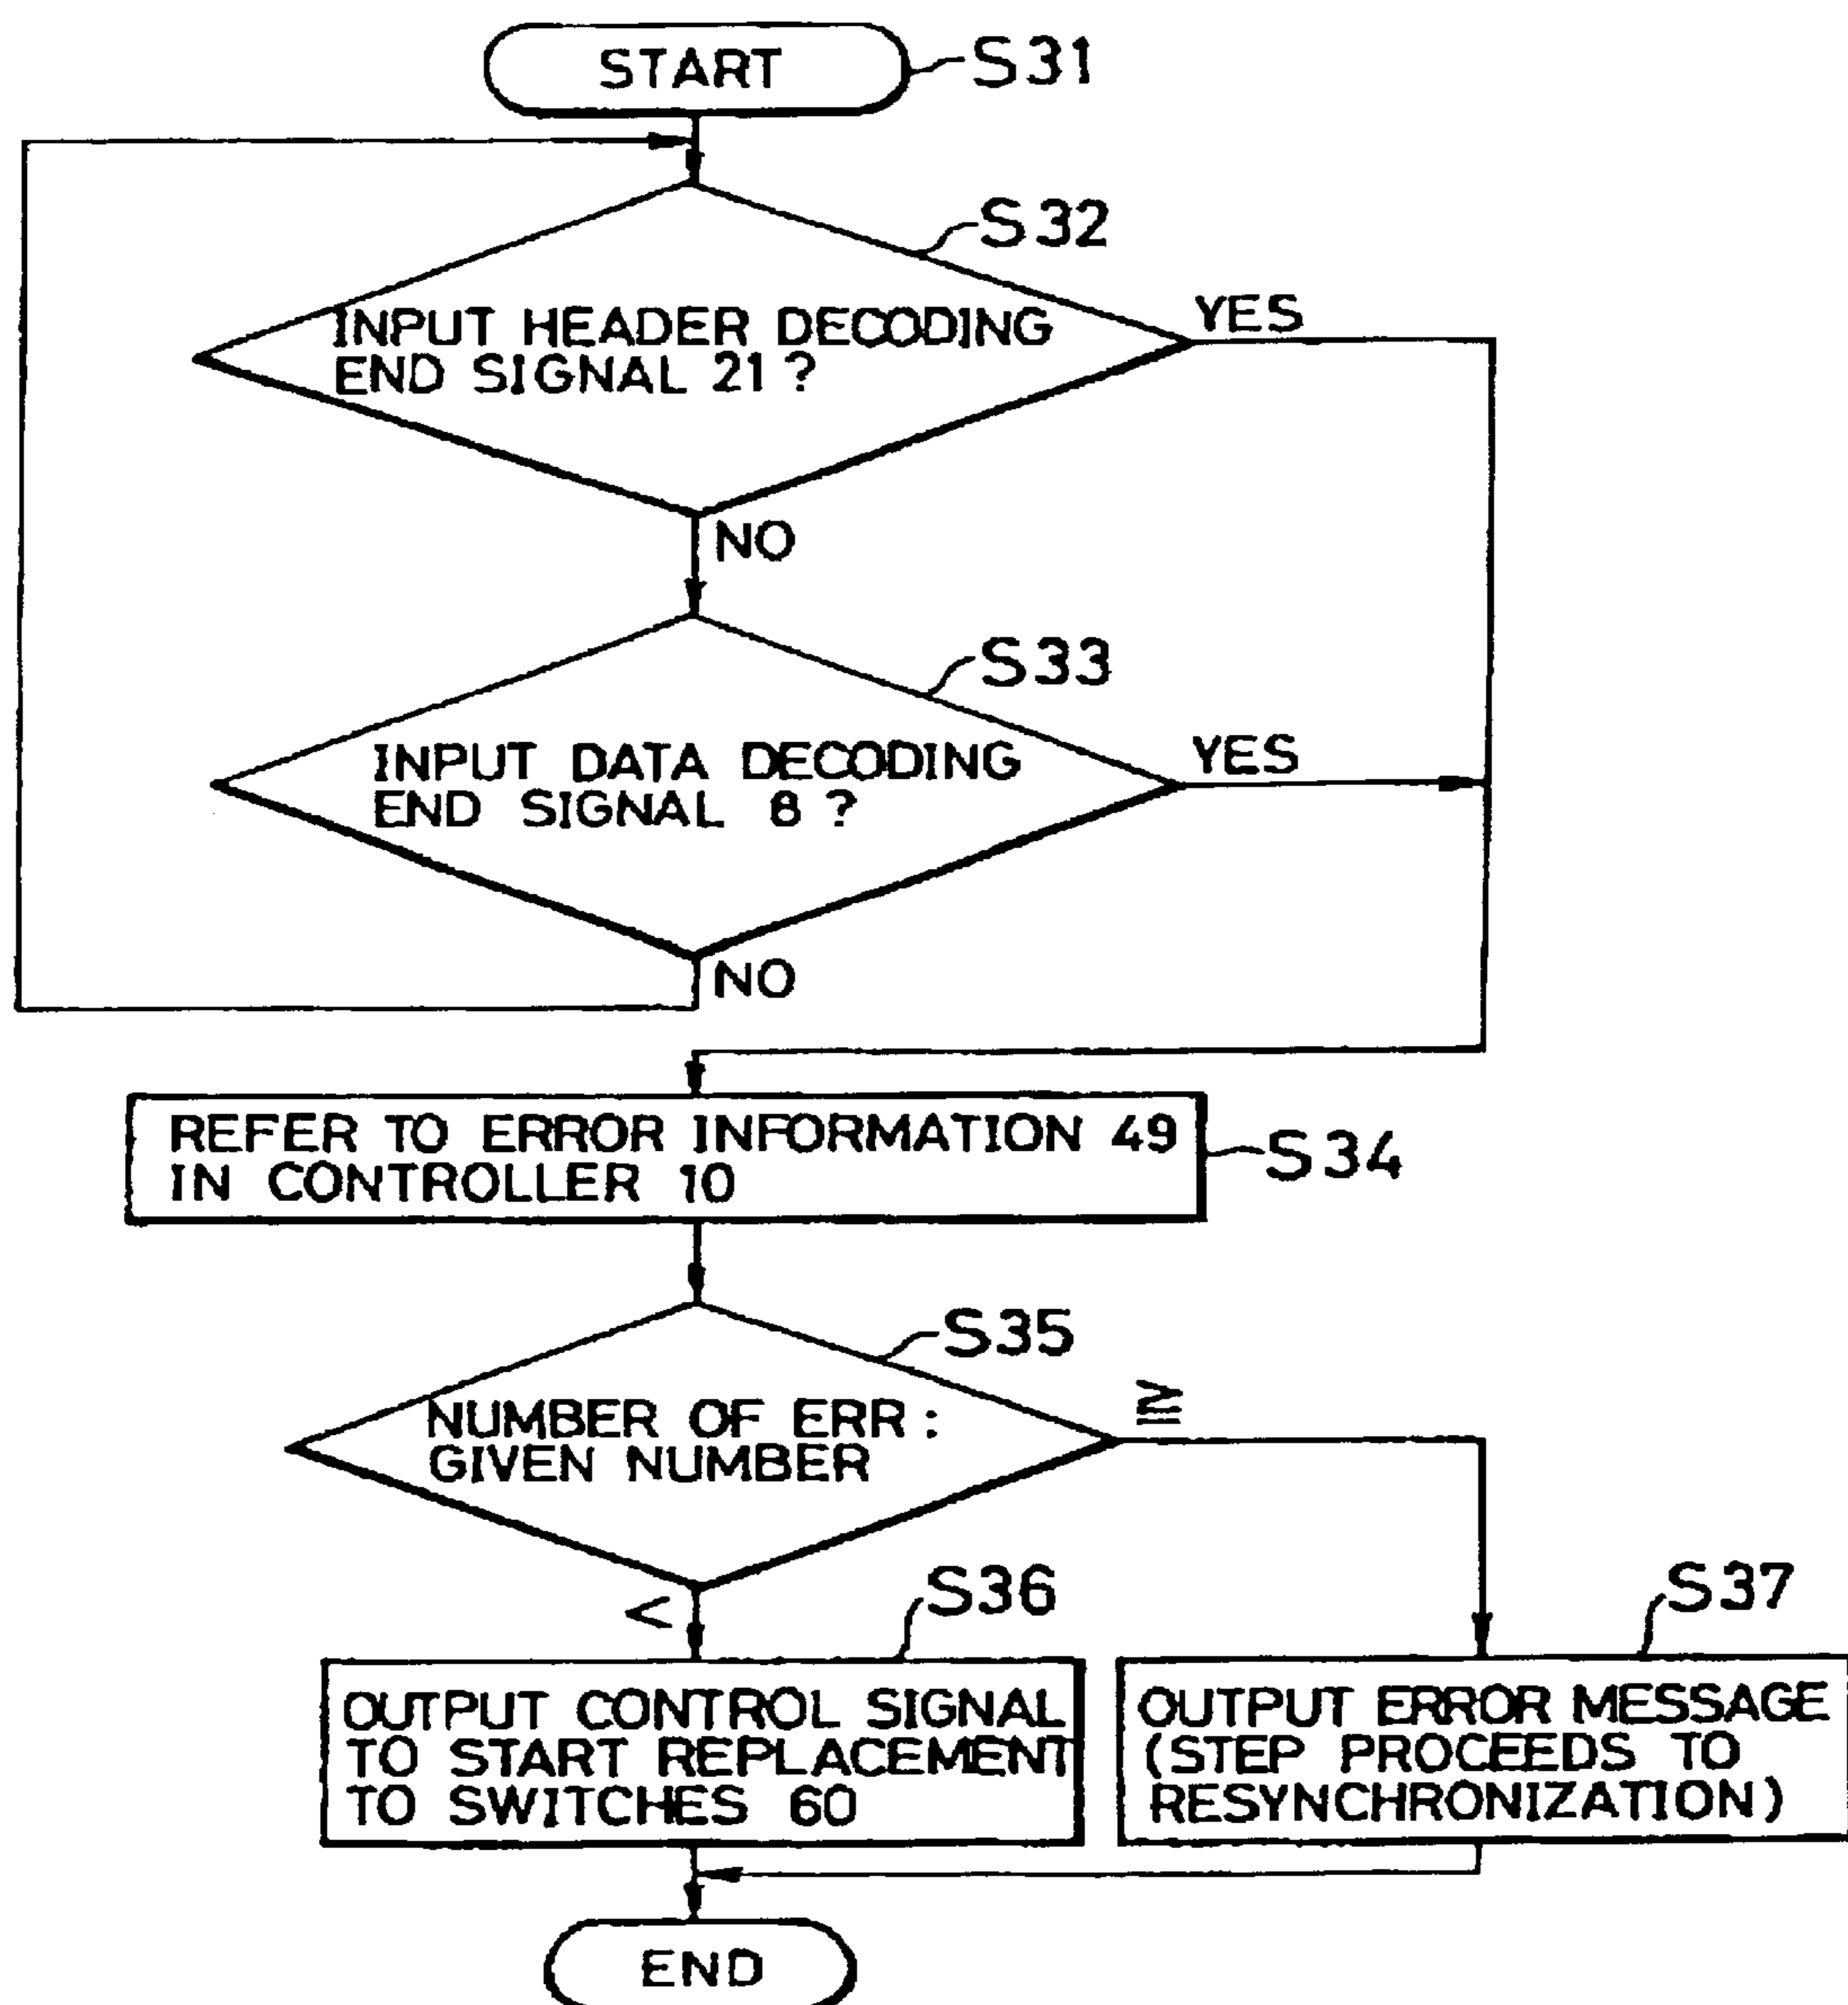 START
S31
S32
INPUT HEADER DECODING
END SIGNAL 21 ?
YES
NO
S33
INPUT DATA DECODING
END SIGNAL 8 ?
YES
NO
REFER TO ERROR INFORMATION 49
IN CONTROLLER 10
S34
S35
NUMBER OF ERR :
GIVEN NUMBER
≧
<
S36
OUTPUT CONTROL SIGNAL
TO START REPLACEMENT
TO SWITCHES 60
S37
OUTPUT ERROR MESSAGE
(STEP PROCEEDS TO
RESYNCHRONIZATION)
END